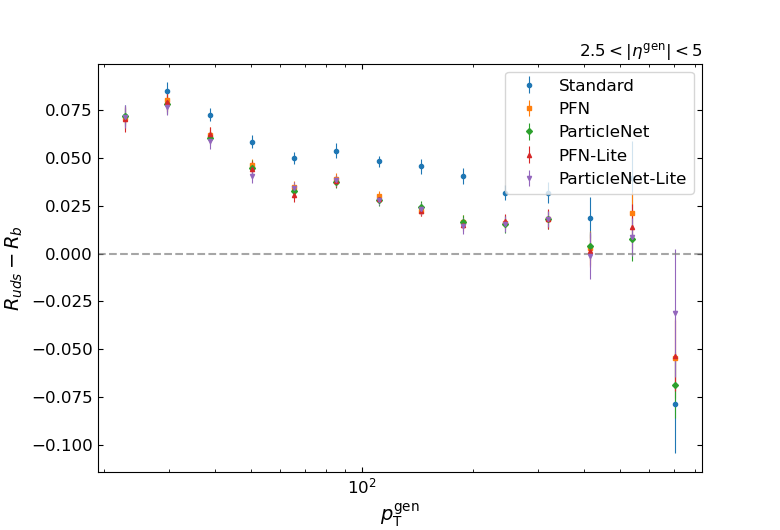 2.5 < |η^gen| < 5
Standard
PFN
ParticleNet
PFN-Lite
ParticleNet-Lite
R_uds − R_b
0.075
0.050
0.025
0.000
−0.025
−0.050
−0.075
−0.100
10^2
p_T^gen